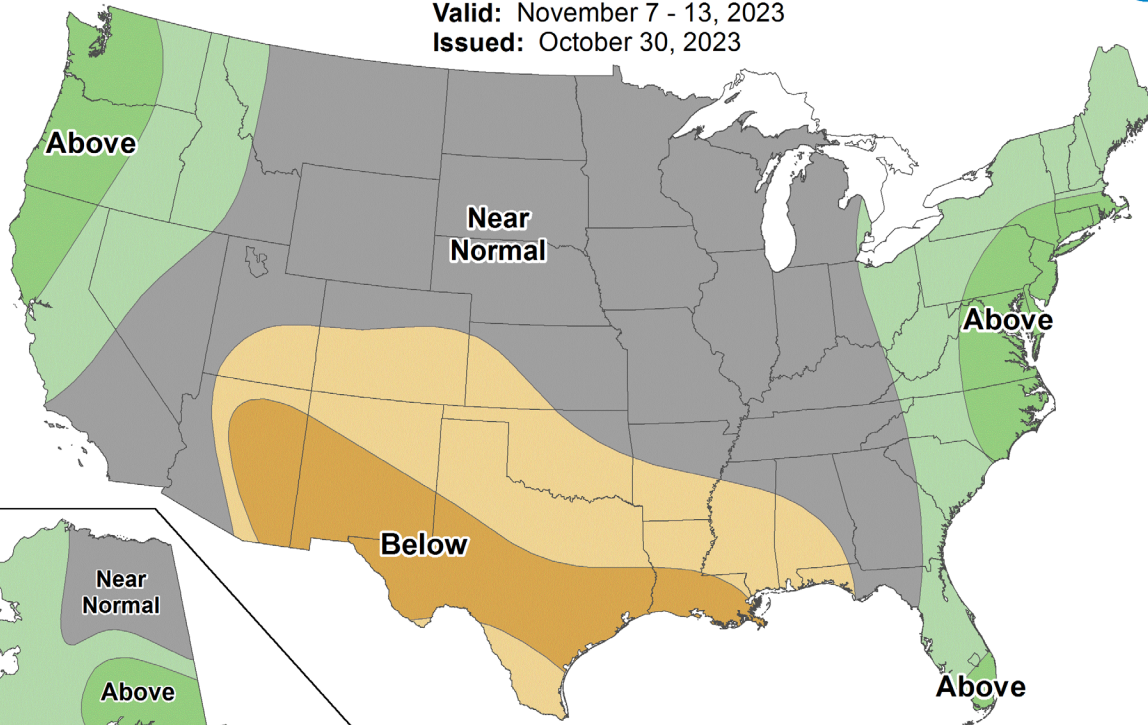 Valid: November 7 - 13, 2023
Issued: October 30, 2023
Above
Near
Normal
Above
Below
Near
Normal
Above
Above